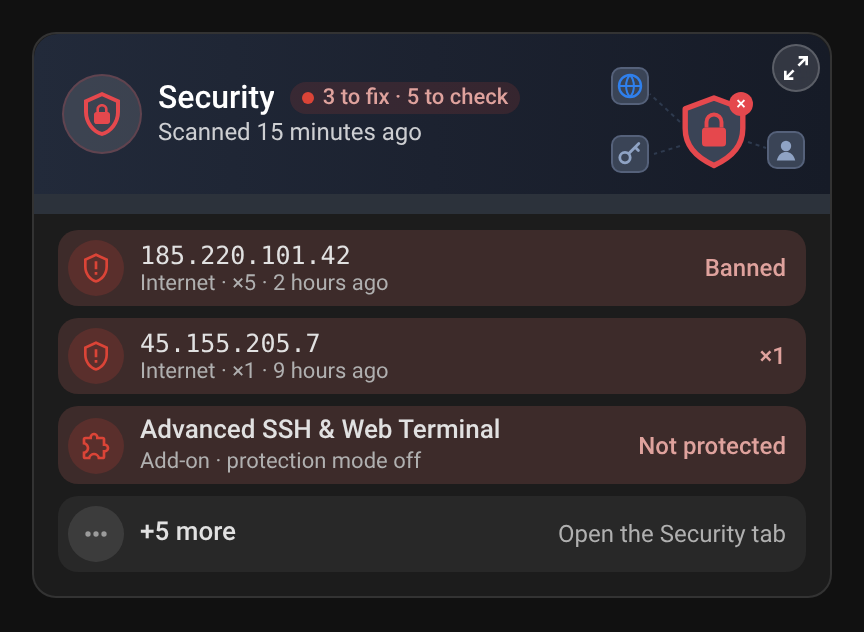 Security
3 to fix · 5 to check
Scanned 15 minutes ago
185.220.101.42
Internet · ×5 · 2 hours ago
Banned
45.155.205.7
Internet · ×1 · 9 hours ago
×1
Advanced SSH & Web Terminal
Add-on · protection mode off
Not protected
+5 more
Open the Security tab